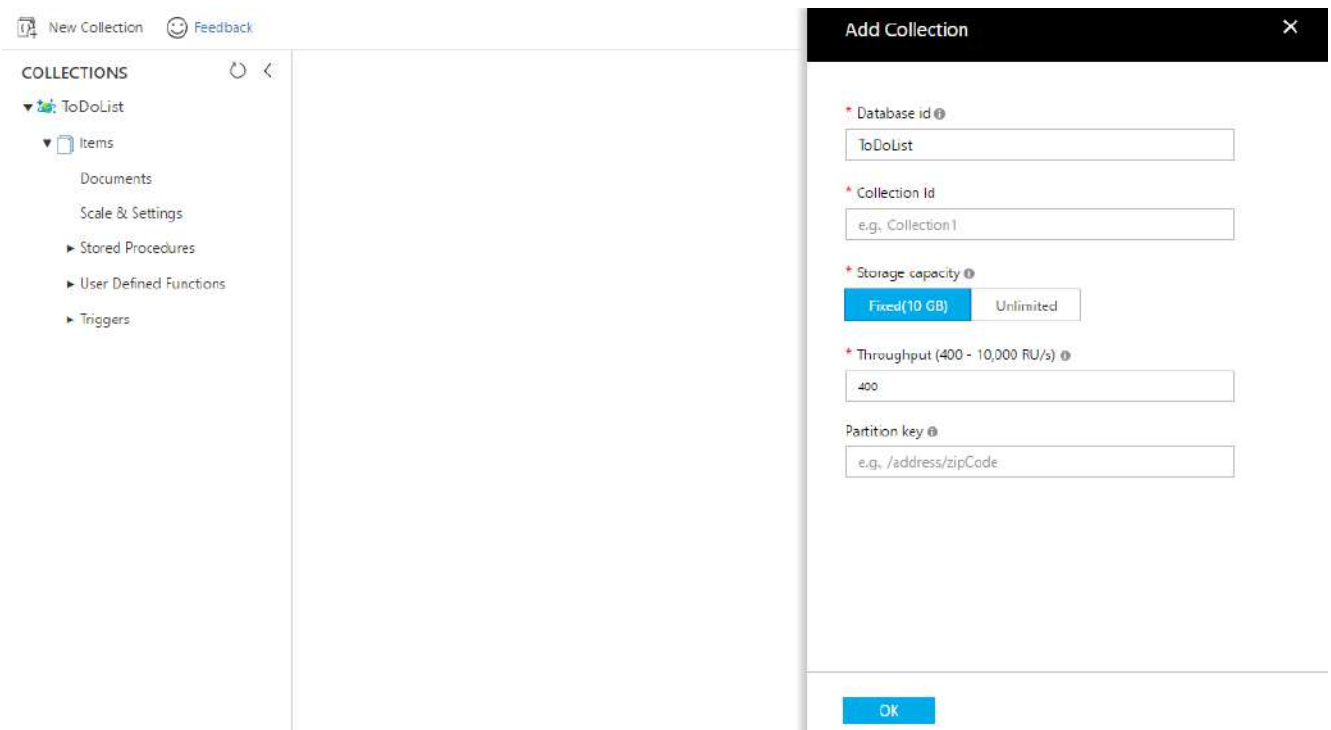 New Collection
Feedback
COLLECTIONS
ToDoList
Items
Documents
Scale & Settings
Stored Procedures
User Defined Functions
Triggers
Add Collection
* Database id
ToDoList
* Collection Id
e.g., Collection1
* Storage capacity
Fixed(10 GB)
Unlimited
* Throughput (400 - 10,000 RU/s)
400
Partition key
e.g., /address/zipCode
OK